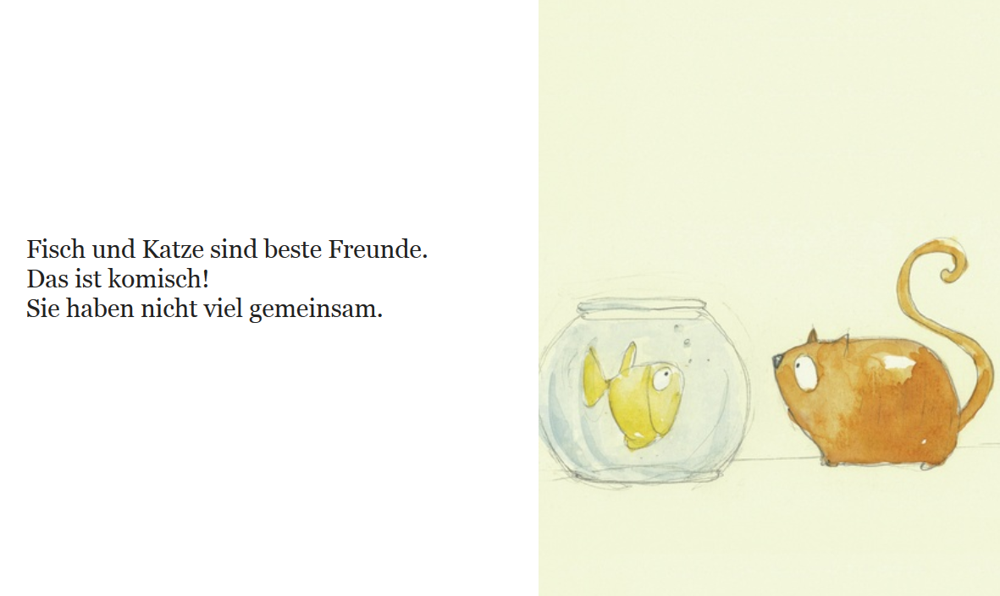 Fisch und Katze sind beste Freunde.
Das ist komisch!
Sie haben nicht viel gemeinsam.